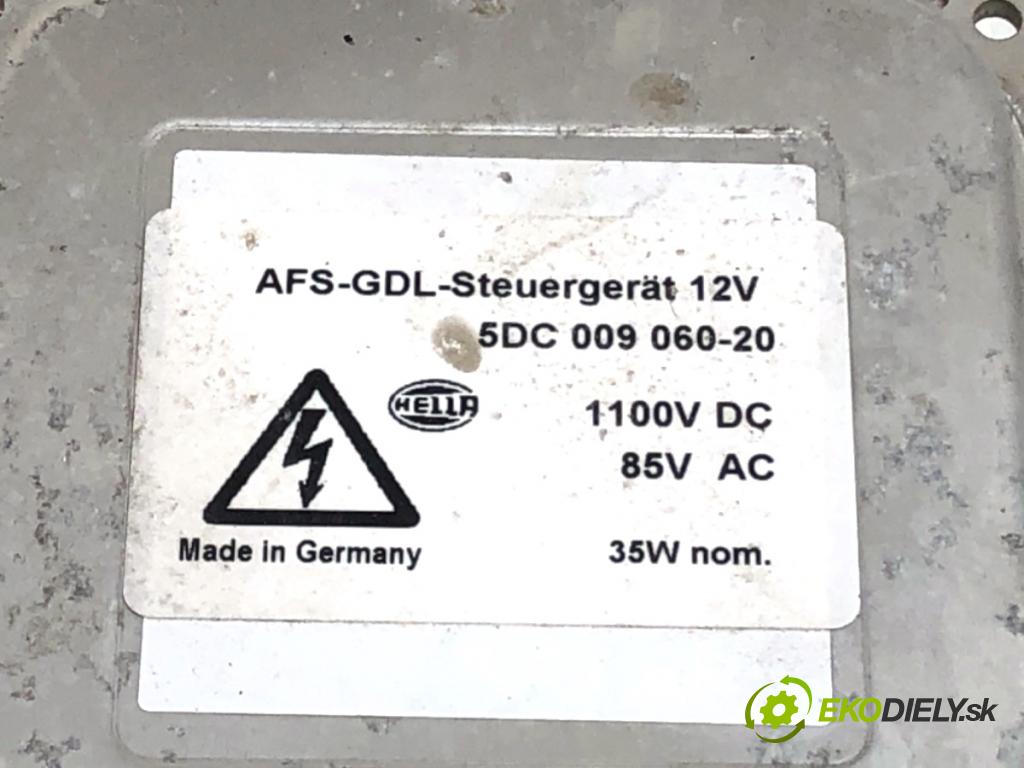 AFS-GDL-Steuergerät 12V
5DC 009 060-20
HELLA
1100V DC
85V AC
Made in Germany
35W nom.
EKODIELY.sk